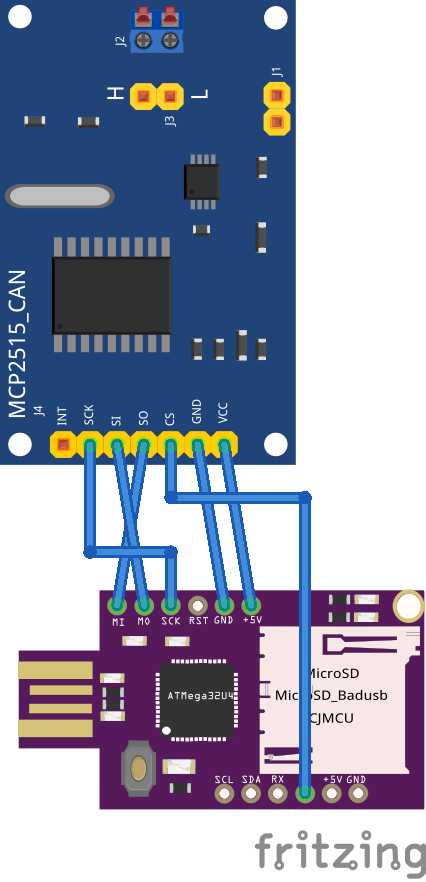 J2
H
L
J3
J1
MCP2515_CAN
J4
INT
SCK
SI
SO
CS
GND
VCC
MI
MO
SCK
RST
GND
+5V
ATMega32U4
MicroSD
MicroSD_Badusb
CJMCU
SCL
SDA
RX
+5V
GND
fritzing